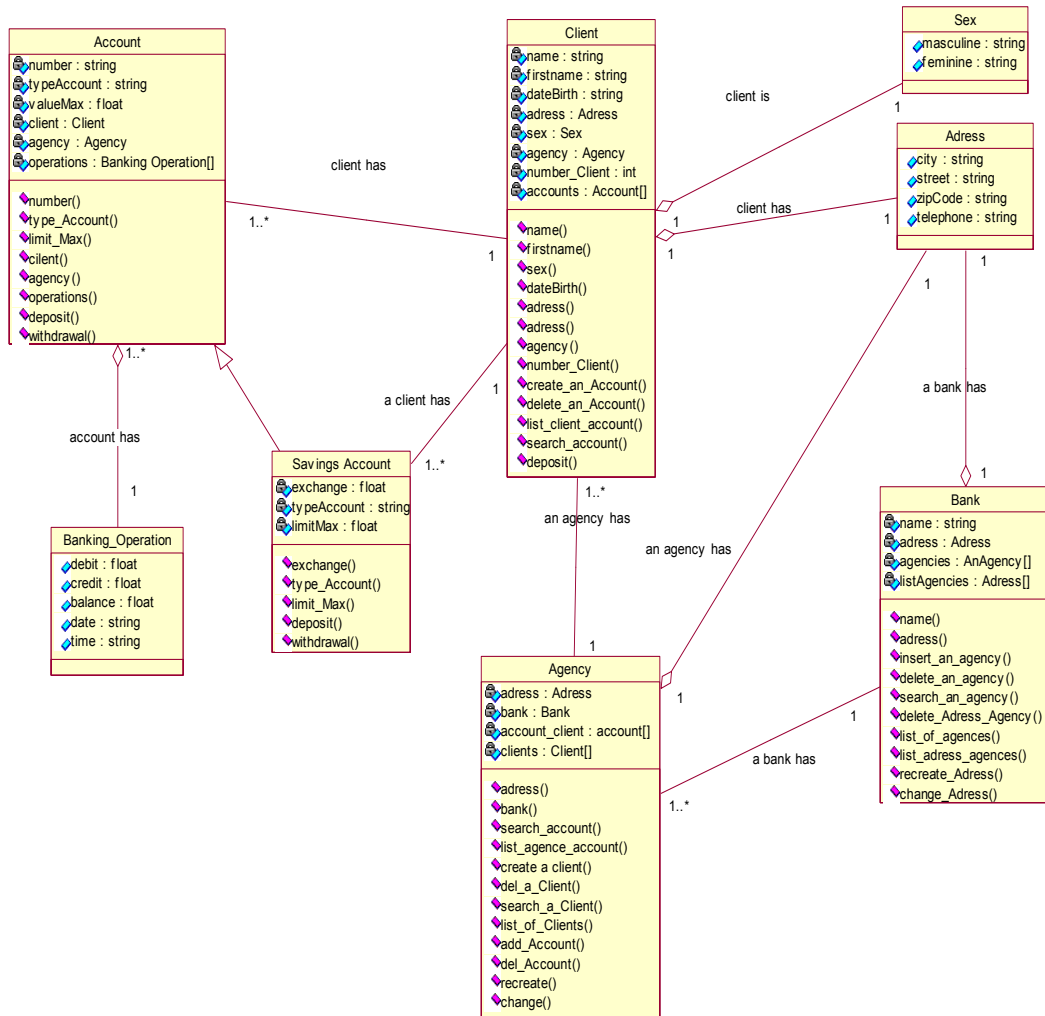 Account
number : string
typeAccount : string
valueMax : float
client : Client
agency : Agency
operations : Banking Operation[]
number()
type_Account()
limit_Max()
cilent()
agency()
operations()
deposit()
withdrawal()
client has
1..*
1
Client
name : string
firstname : string
dateBirth : string
adress : Adress
sex : Sex
agency : Agency
number_Client : int
accounts : Account[]
name()
firstname()
sex()
dateBirth()
adress()
adress()
agency()
number_Client()
create_an_Account()
delete_an_Account()
list_client_account()
search_account()
deposit()
Sex
masculine : string
feminine : string
client is
1
1
Adress
city : string
street : string
zipCode : string
telephone : string
client has
1
1
1..*
account has
1
Banking_Operation
debit : float
credit : float
balance : float
date : string
time : string
a client has
1
1..*
Savings Account
exchange : float
typeAccount : string
limitMax : float
exchange()
type_Account()
limit_Max()
deposit()
withdrawal()
1..*
an agency has
1
1
an agency has
1
1
a bank has
1
Bank
name : string
adress : Adress
agencies : AnAgency[]
listAgencies : Adress[]
name()
adress()
insert_an_agency()
delete_an_agency()
search_an_agency()
delete_Adress_Agency()
list_of_agences()
list_adress_agences()
recreate_Adress()
change_Adress()
1
a bank has
1..*
Agency
adress : Adress
bank : Bank
account_client : account[]
clients : Client[]
adress()
bank()
search_account()
list_agence_account()
create a client()
del_a_Client()
search_a_Client()
list_of_Clients()
add_Account()
del_Account()
recreate()
change()